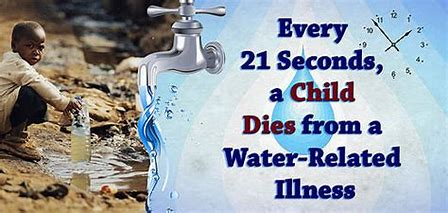 Every
21 Seconds,
a Child
Dies from a
Water-Related
Illness